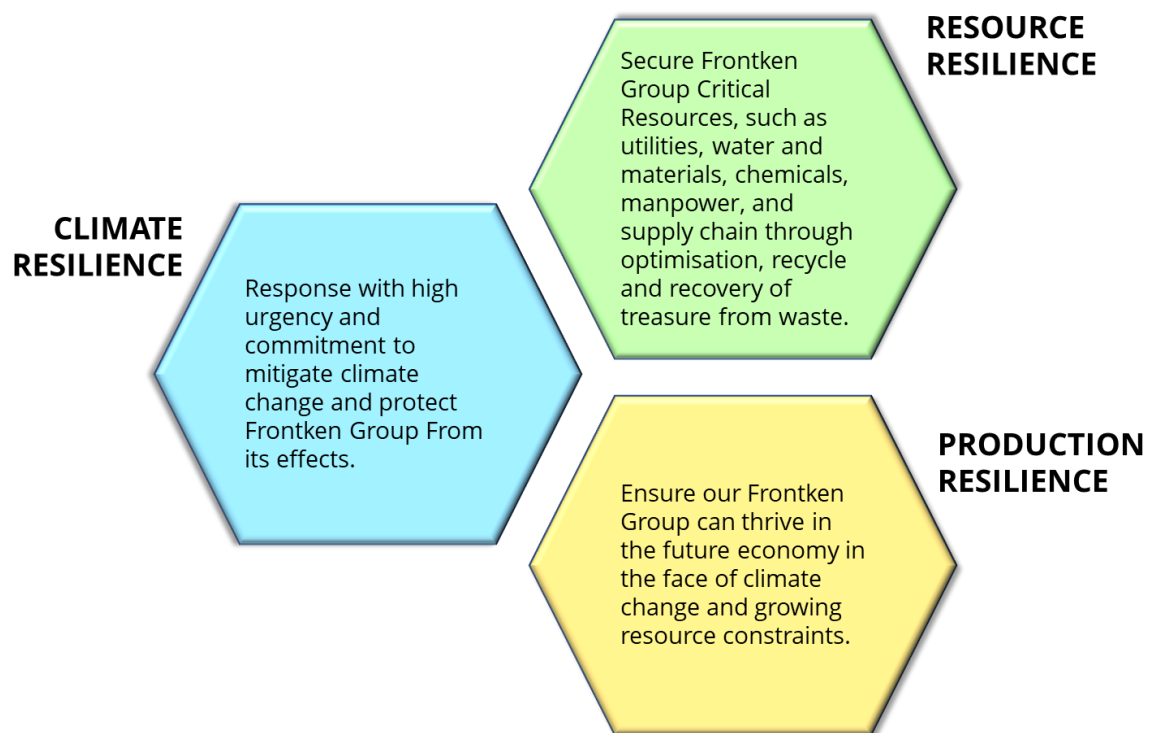 RESOURCE
RESILIENCE
Secure Frontken
Group Critical
Resources, such as
utilities, water and
materials, chemicals,
manpower, and
supply chain through
optimisation, recycle
and recovery of
treasure from waste.
CLIMATE
RESILIENCE
Response with high
urgency and
commitment to
mitigate climate
change and protect
Frontken Group From
its effects.
PRODUCTION
RESILIENCE
Ensure our Frontken
Group can thrive in
the future economy in
the face of climate
change and growing
resource constraints.